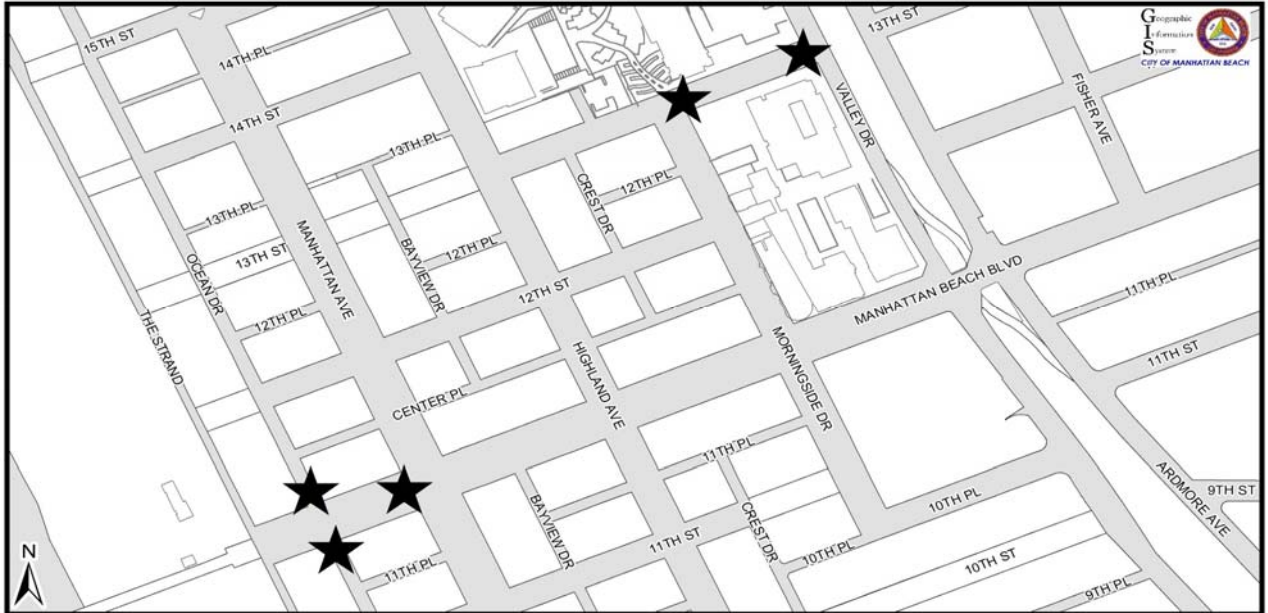 Geographic
Information
System
CITY OF MANHATTAN BEACH
15TH ST
14TH PL
13TH ST
14TH ST
VALLEY DR
FISHER AVE
13TH PL
12TH PL
CREST DR
13TH PL
MANHATTAN AVE
BAYVIEW DR
12TH PL
13TH ST
OCEAN DR
12TH ST
MANHATTAN BEACH BLVD
11TH PL
12TH PL
THE STRAND
HIGHLAND AVE
MORNINGSIDE DR
11TH ST
CENTER PL
11TH PL
ARDMORE AVE
9TH ST
10TH PL
BAYVIEW DR
CREST DR
11TH ST
10TH PL
10TH ST
11TH PL
9TH PL
N